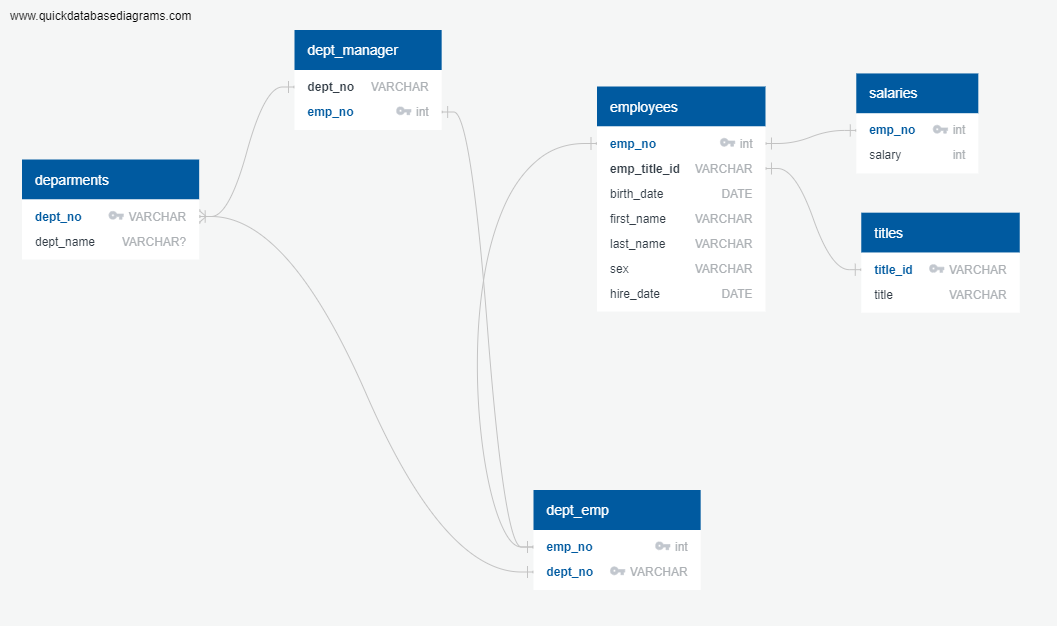 www.quickdatabasediagrams.com
dept_manager
dept_no VARCHAR
emp_no int
deparments
dept_no VARCHAR
dept_name VARCHAR?
employees
emp_no int
emp_title_id VARCHAR
birth_date DATE
first_name VARCHAR
last_name VARCHAR
sex VARCHAR
hire_date DATE
salaries
emp_no int
salary int
titles
title_id VARCHAR
title VARCHAR
dept_emp
emp_no int
dept_no VARCHAR